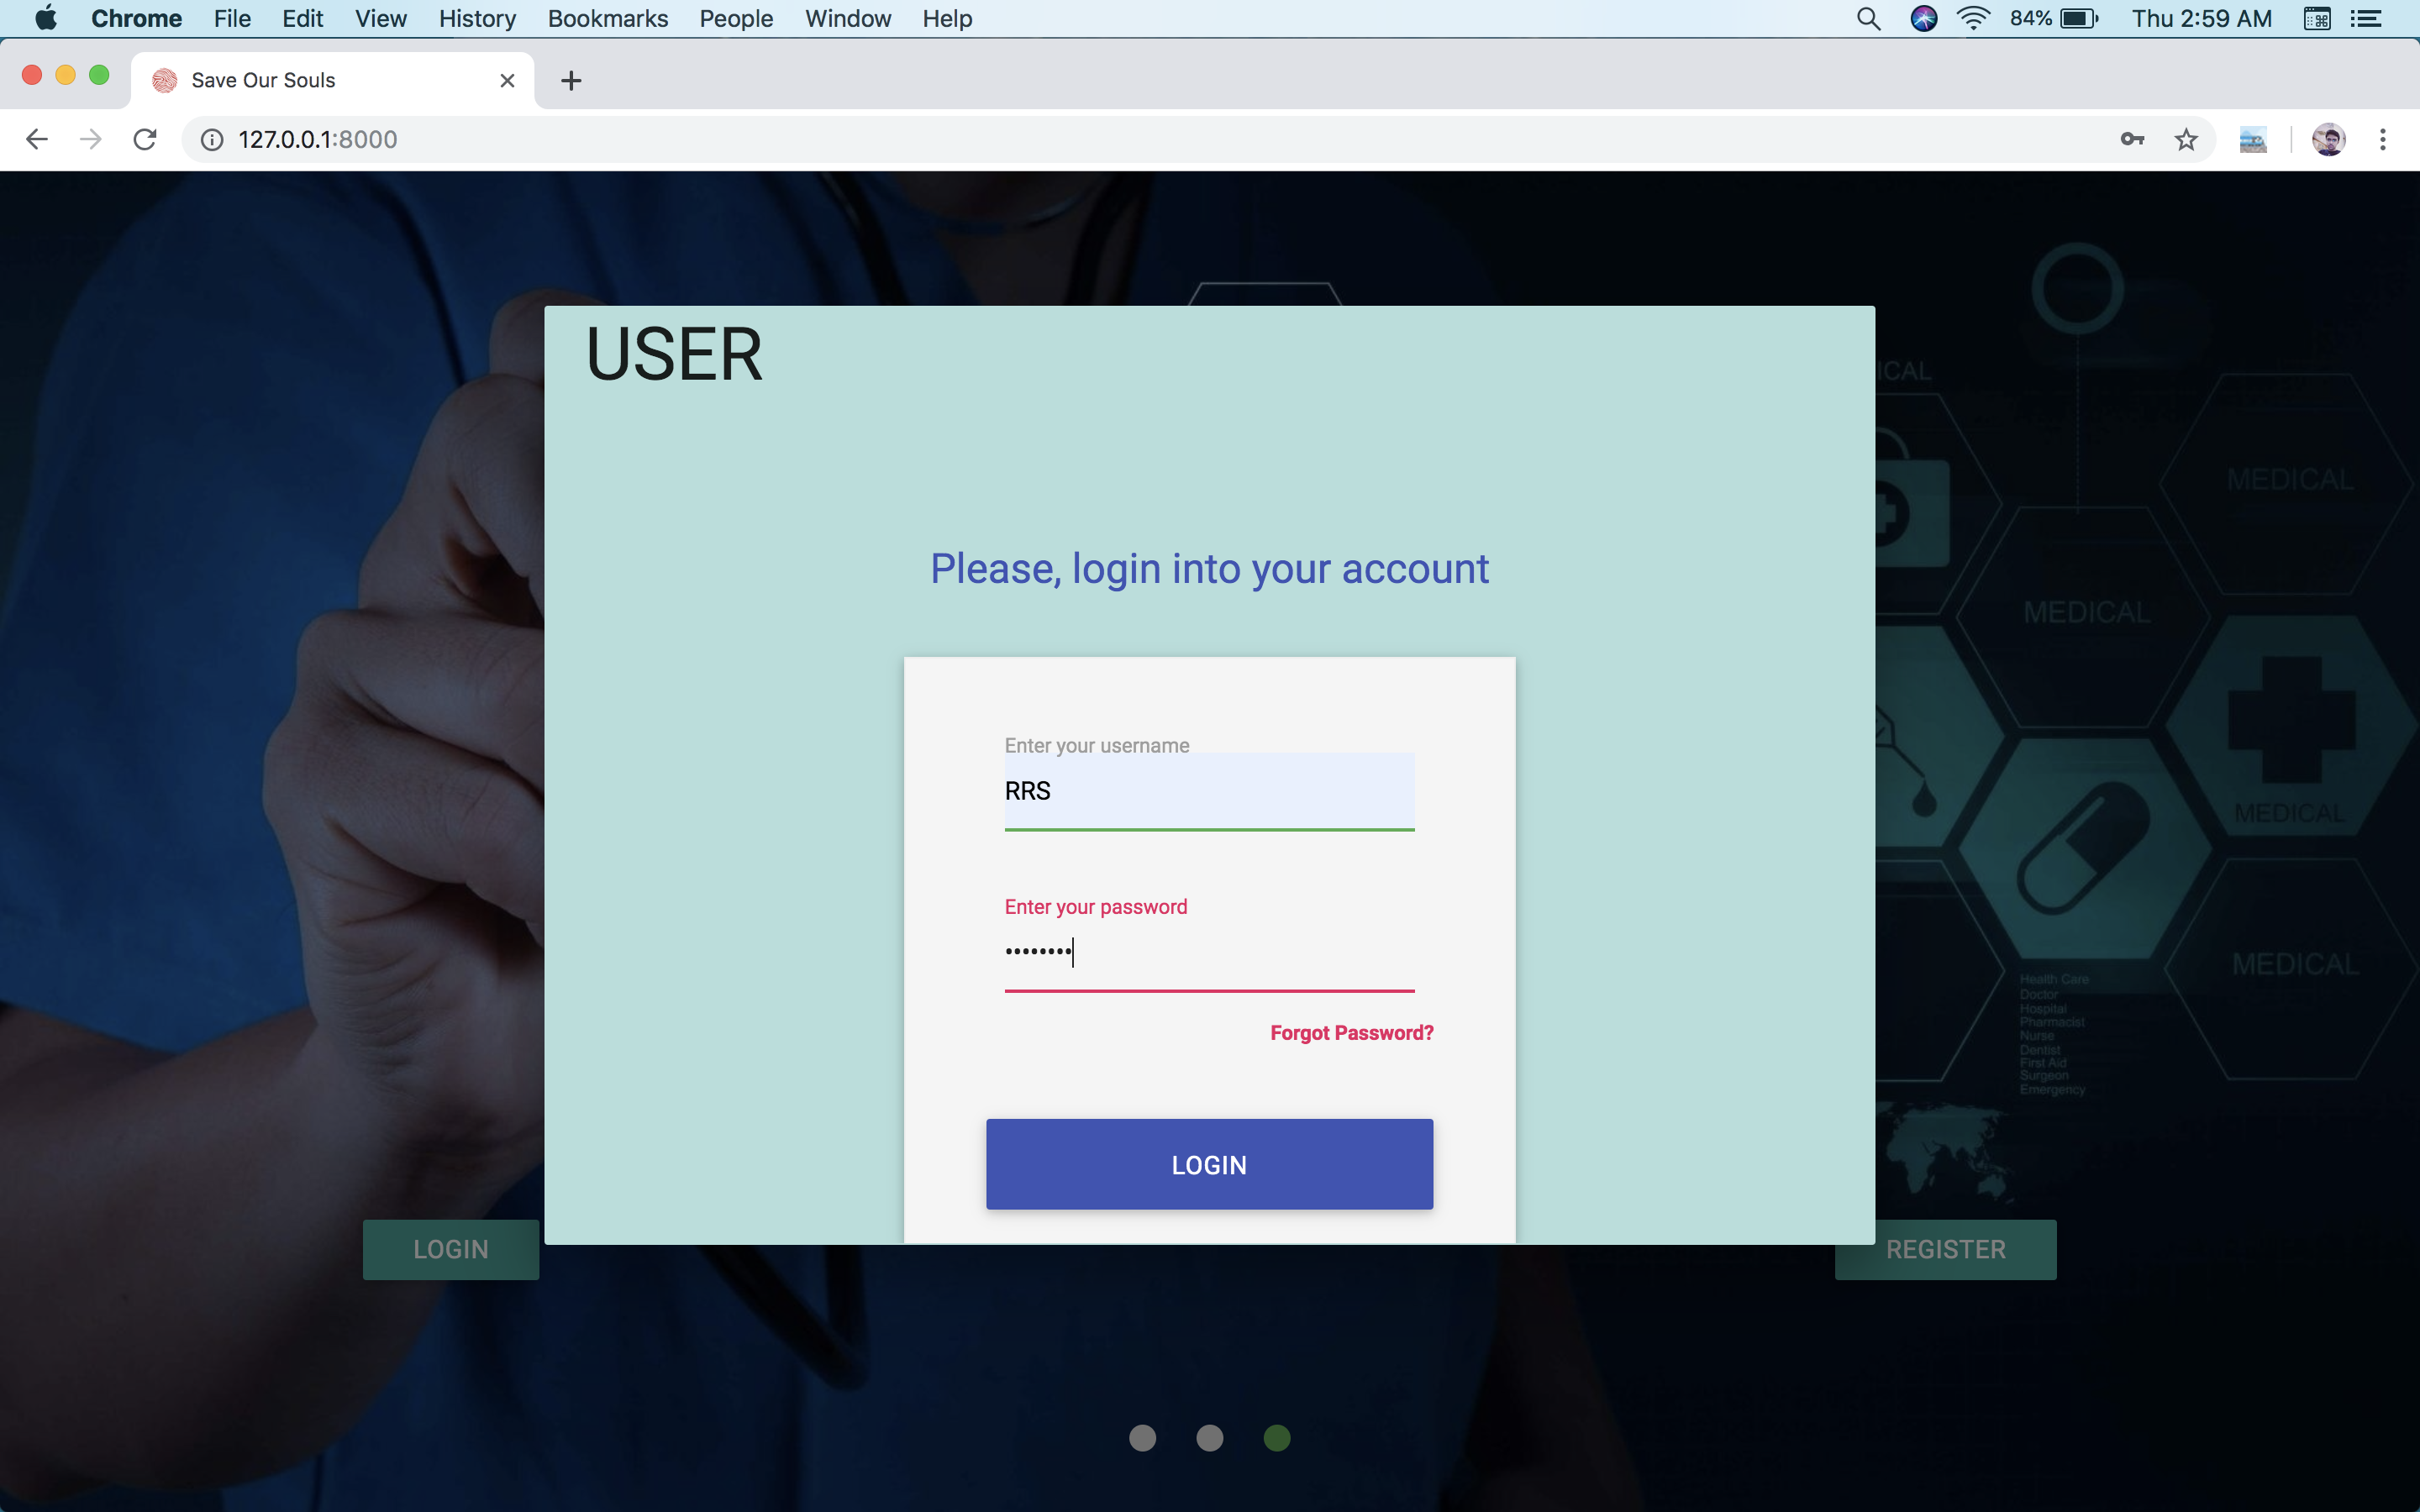 Chrome File Edit View History Bookmarks People Window Help 84% Thu 2:59 AM
Save Our Souls
127.0.0.1:8000
USER
Please, login into your account
Enter your username
RRS
Enter your password
••••••••
Forgot Password?
LOGIN
LOGIN
REGISTER
ICAL
MEDICAL
MEDICAL
MEDICAL
MEDICAL
Health Care
Doctor
Hospital
Pharmacist
Nurse
Dentist
First Aid
Surgeon
Emergency